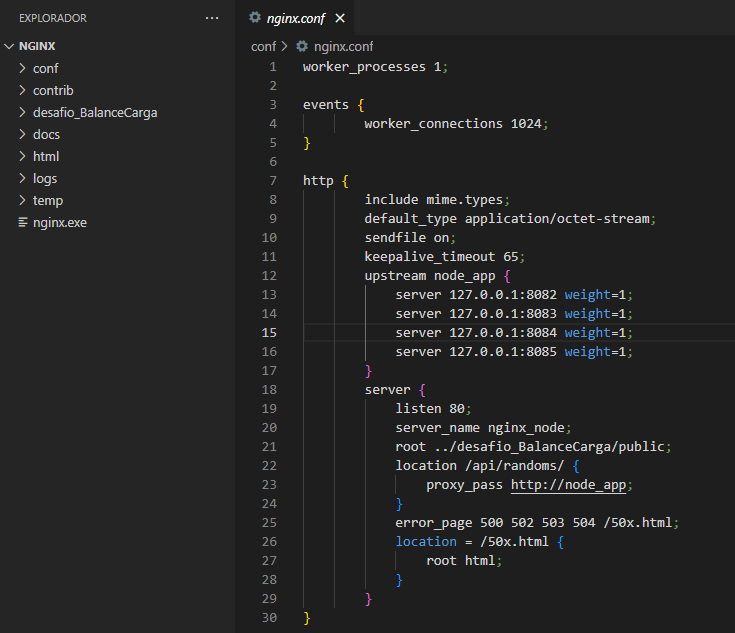 EXPLORADOR ...
NGINX
conf
contrib
desafio_BalanceCarga
docs
html
logs
temp
nginx.exe
nginx.conf
conf > nginx.conf
1 worker_processes 1;
2
3 events {
4 worker_connections 1024;
5 }
6
7 http {
8 include mime.types;
9 default_type application/octet-stream;
10 sendfile on;
11 keepalive_timeout 65;
12 upstream node_app {
13 server 127.0.0.1:8082 weight=1;
14 server 127.0.0.1:8083 weight=1;
15 server 127.0.0.1:8084 weight=1;
16 server 127.0.0.1:8085 weight=1;
17 }
18 server {
19 listen 80;
20 server_name nginx_node;
21 root ../desafio_BalanceCarga/public;
22 location /api/randoms/ {
23 proxy_pass http://node_app;
24 }
25 error_page 500 502 503 504 /50x.html;
26 location = /50x.html {
27 root html;
28 }
29 }
30 }